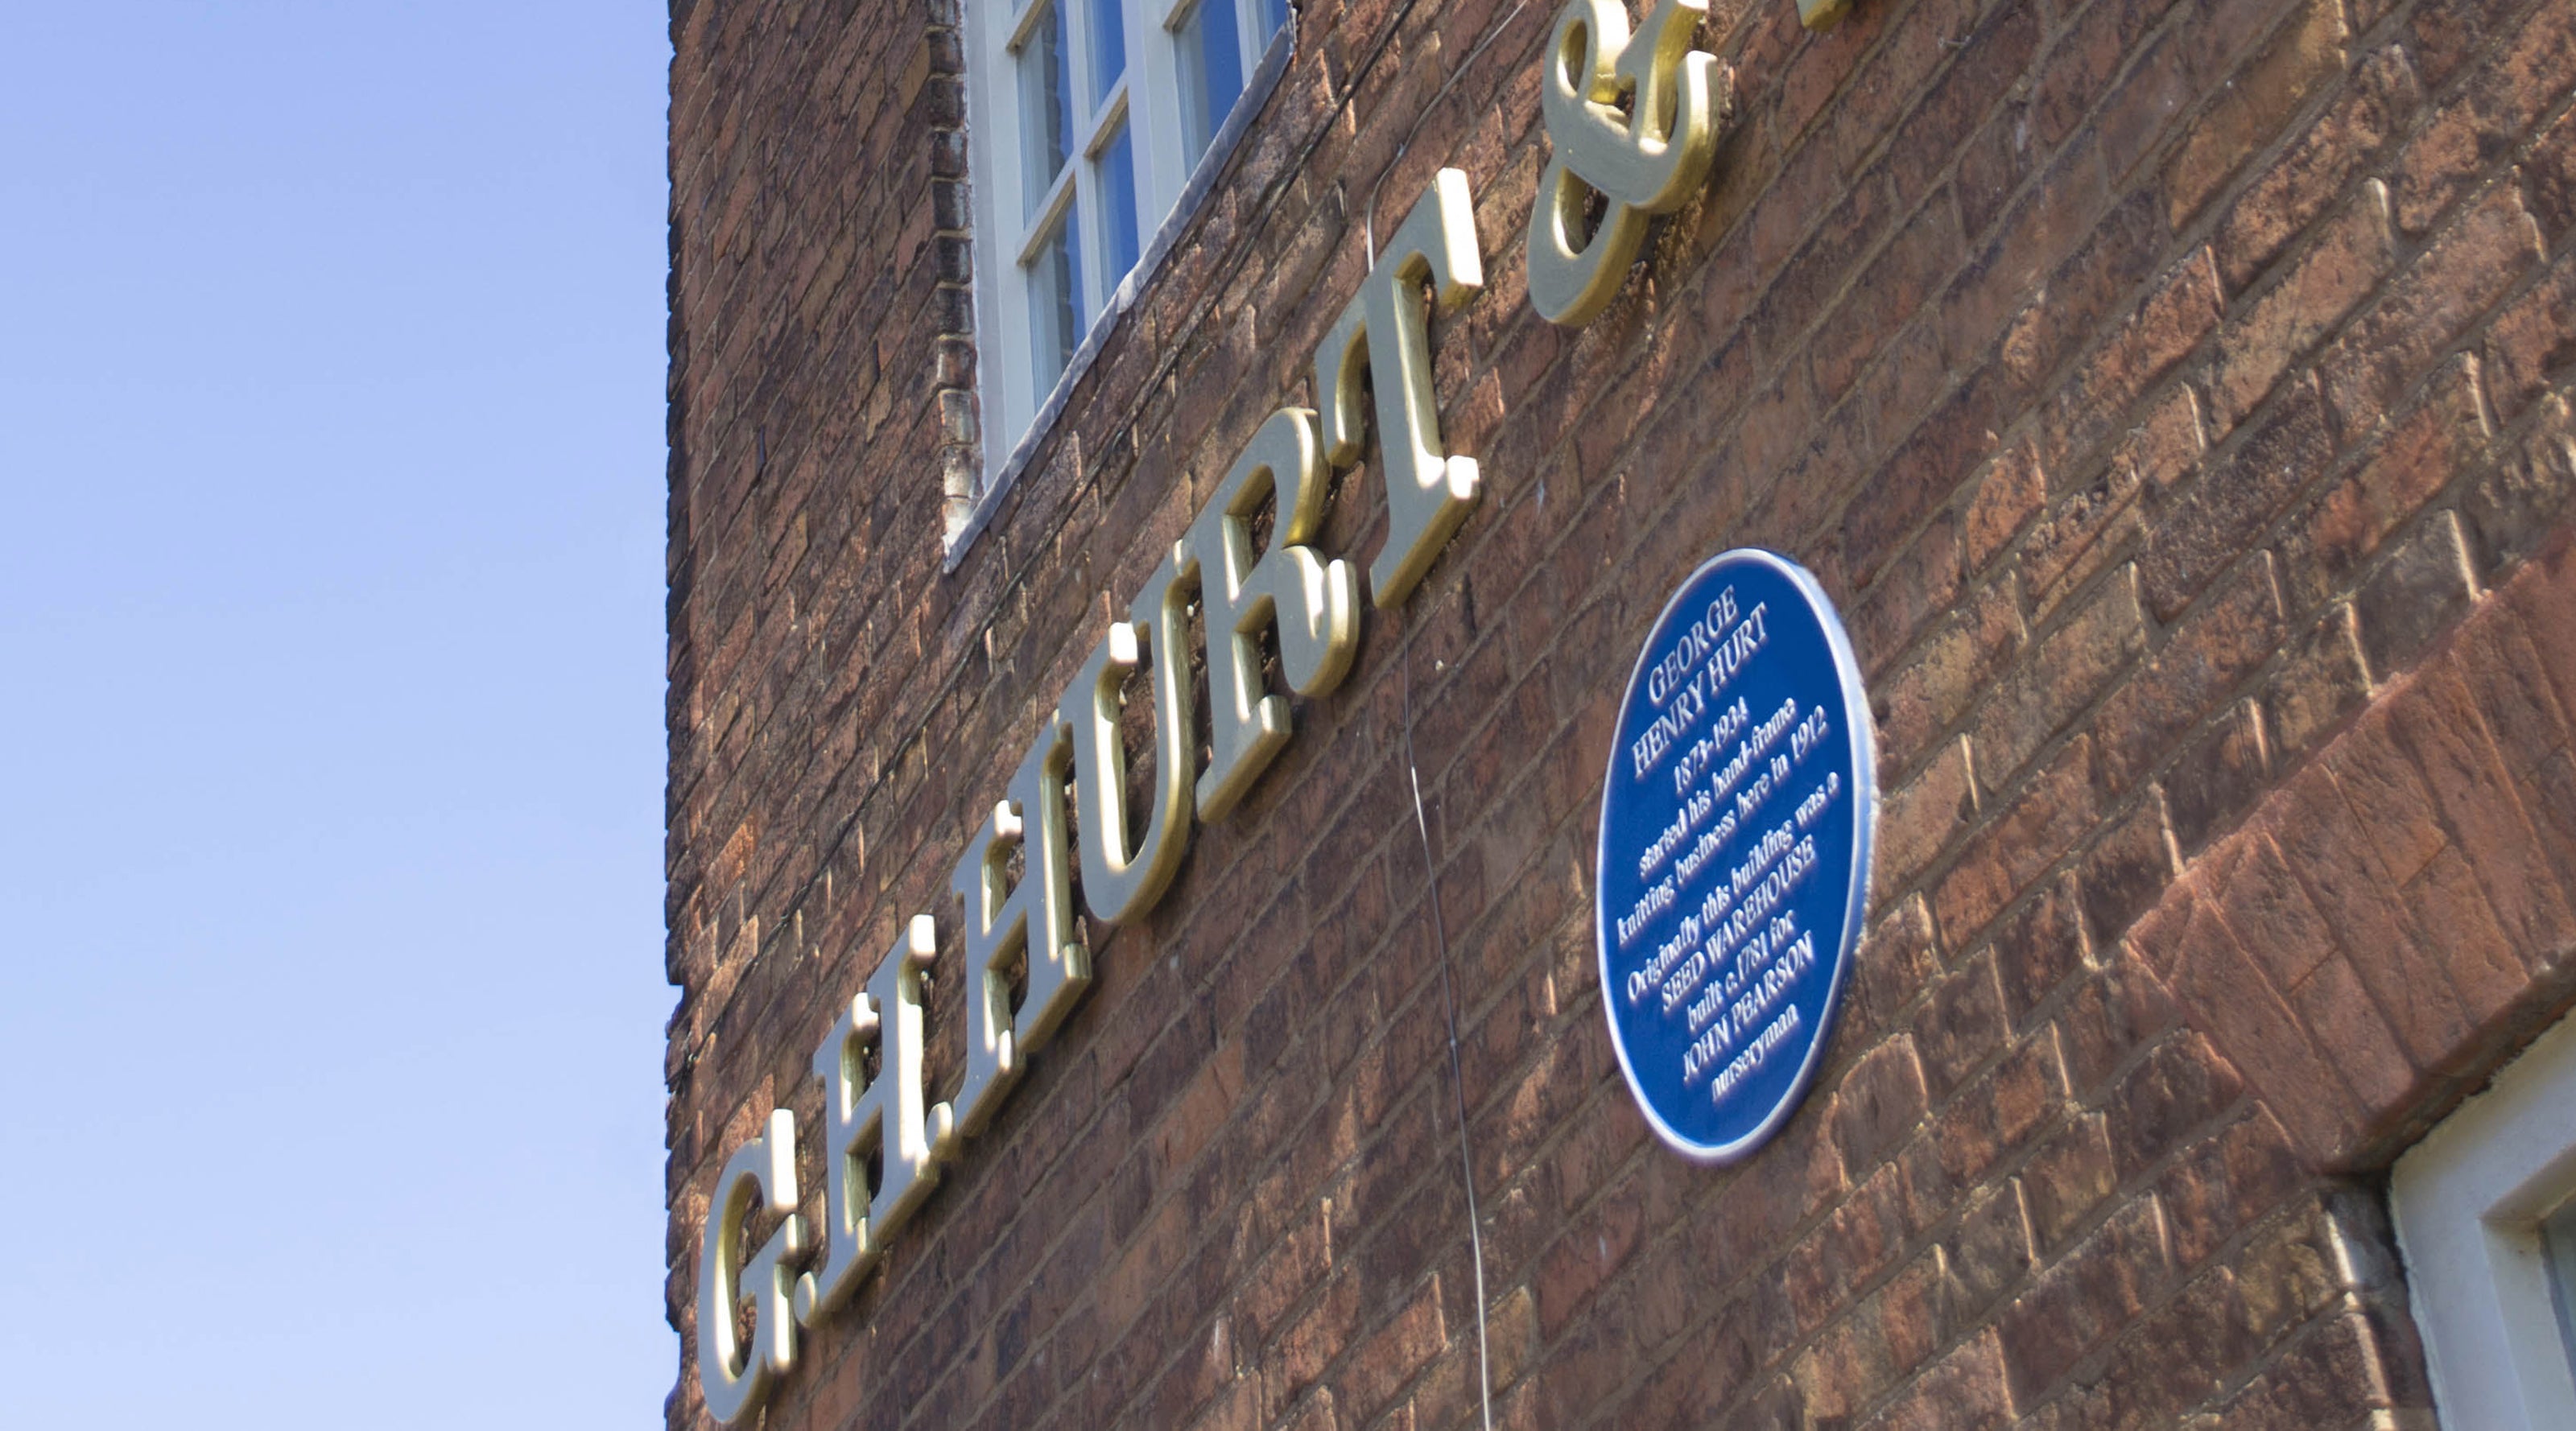 G.H.HURT &
GEORGE
HENRY HURT
1873-1934
started his hand-frame
knitting business here in 1912
Originally this building was a
SEED WAREHOUSE
built c.1781 for
JOHN PEARSON
nurseryman